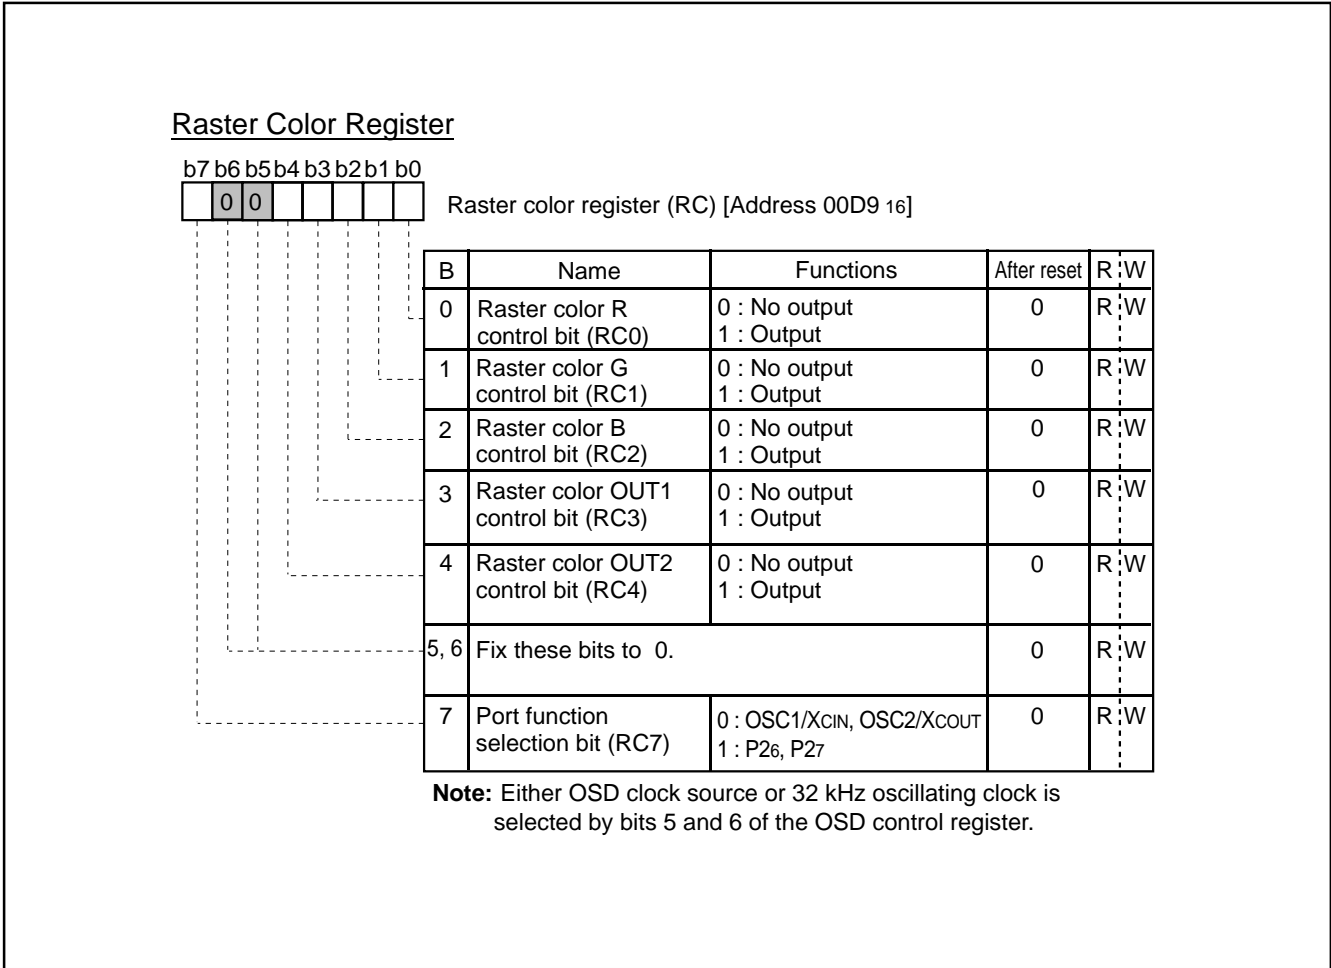 Raster Color Register
b7 b6 b5 b4 b3 b2 b1 b0
0 0
Raster color register (RC) [Address 00D9 16]
B Name Functions After reset R W
0 Raster color R 0 : No output 0 R W
control bit (RC0) 1 : Output
1 Raster color G 0 : No output 0 R W
control bit (RC1) 1 : Output
2 Raster color B 0 : No output 0 R W
control bit (RC2) 1 : Output
3 Raster color OUT1 0 : No output 0 R W
control bit (RC3) 1 : Output
4 Raster color OUT2 0 : No output 0 R W
control bit (RC4) 1 : Output
5, 6 Fix these bits to 0. 0 R W
7 Port function 0 : OSC1/XCIN, OSC2/XCOUT 0 R W
selection bit (RC7) 1 : P26, P27
Note: Either OSD clock source or 32 kHz oscillating clock is
selected by bits 5 and 6 of the OSD control register.